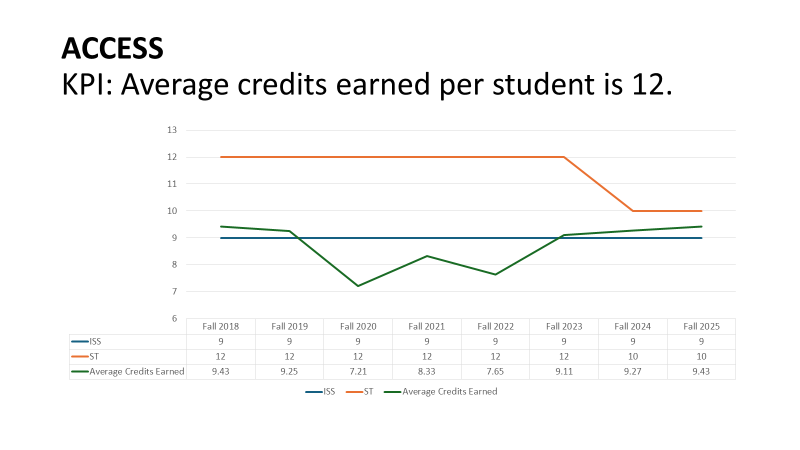 ACCESS
KPI: Average credits earned per student is 12.
13
12
11
10
9
8
7
6
Fall 2018 Fall 2019 Fall 2020 Fall 2021 Fall 2022 Fall 2023 Fall 2024 Fall 2025
ISS 9 9 9 9 9 9 9 9
ST 12 12 12 12 12 12 10 10
Average Credits Earned 9.43 9.25 7.21 8.33 7.65 9.11 9.27 9.43
ISS ST Average Credits Earned